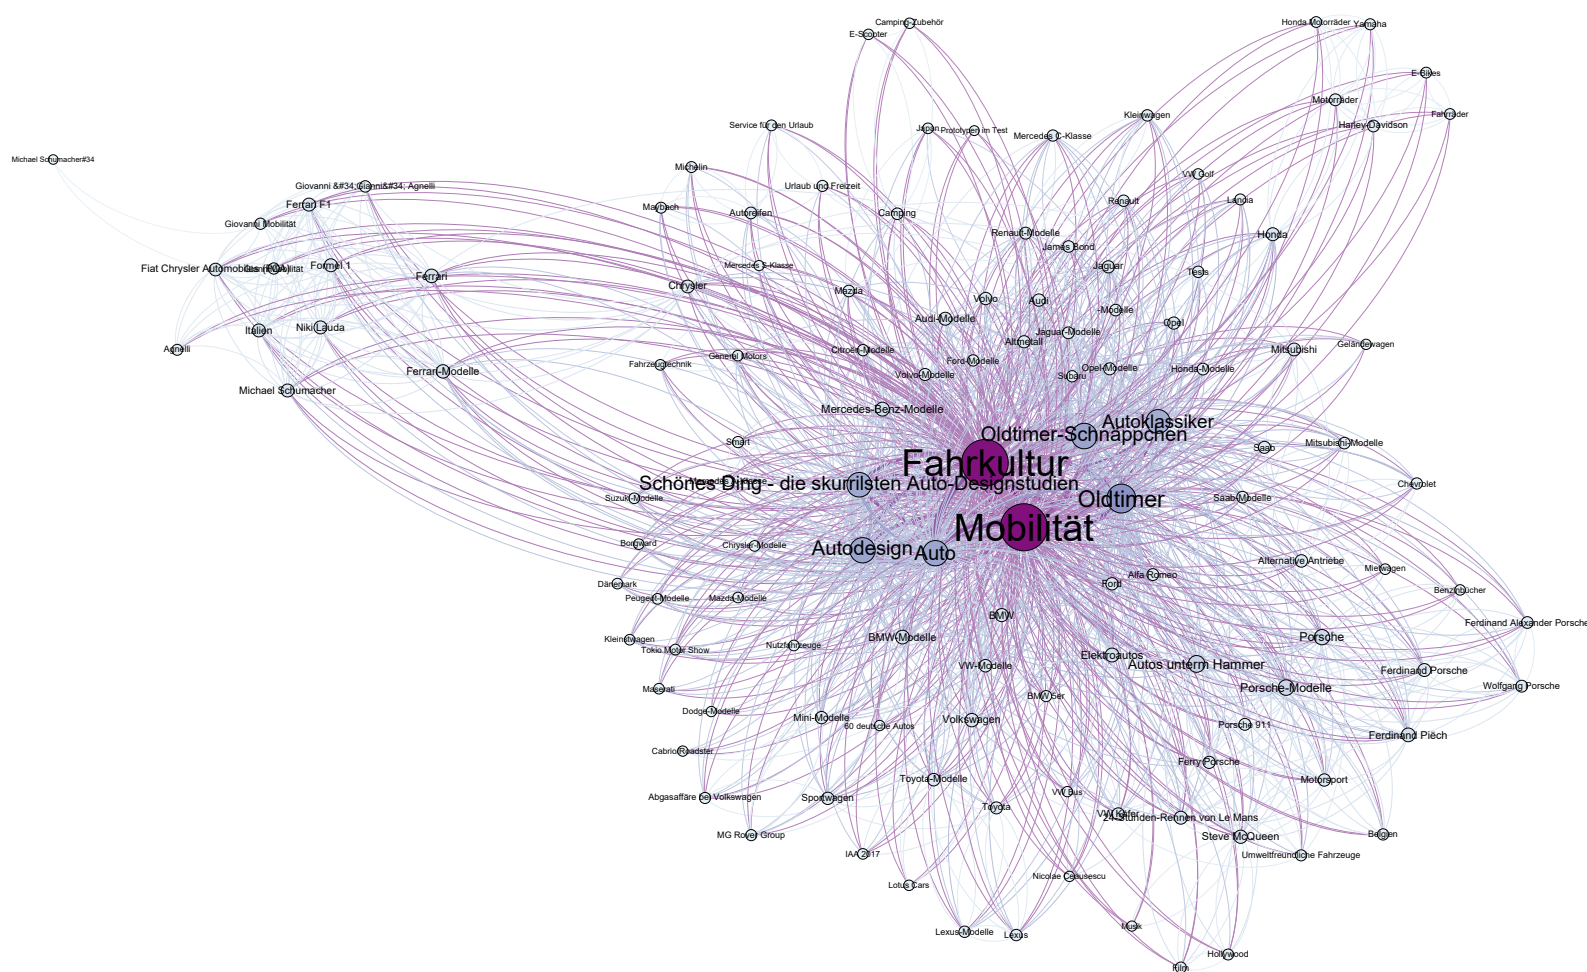 Camping-Zubehör
Honda Motorräder
Yamaha
E-Scooter
E-Bikes
Motorräder
Fahrräder
Kleinwagen
Service für den Urlaub
Japan
Prototypen im Test
Mercedes C-Klasse
Harley-Davidson
Michael Schumacher#34
Michelin
VW Golf
Giovanni &#34;Gianni&#34; Agnelli
Urlaub und Freizeit
Ferrari F1
Maybach
Autoreifen
Camping
Renault
Lancia
Giovanni Mobilität
Renault-Modelle
Honda
James Bond
Fiat Chrysler Automobiles (FCA)
Formel 1
Ferrari
Mercedes S-Klasse
Jaguar
Tests
Chrysler
Mazda
Volvo
Audi
-Modelle
Italien
Niki Lauda
Audi-Modelle
Jaguar-Modelle
Opel
Altmetall
Agnelli
General Motors
Citroën-Modelle
Mitsubishi
Geländewagen
Fahrzeugtechnik
Ford-Modelle
Ferrari-Modelle
Volvo-Modelle
Subaru
Opel-Modelle
Honda-Modelle
Michael Schumacher
Mercedes-Benz-Modelle
Autoklassiker
Oldtimer-Schnäppchen
Smart
Saab
Mitsubishi-Modelle
Fahrkultur
Schönes Ding - die skurrilsten Auto-Designstudien
Chevrolet
Suzuki-Modelle
Oldtimer
Saab-Modelle
Mobilität
Borgward
Chrysler-Modelle
Autodesign
Auto
Alternative Antriebe
Mietwagen
Dänemark
Ford
Alfa Romeo
Benzinbücher
Peugeot-Modelle
Mazda-Modelle
BMW
Ferdinand Alexander Porsche
Kleinstwagen
Tokio Motor Show
Nutzfahrzeuge
BMW-Modelle
Porsche
VW-Modelle
Elektroautos
Autos unterm Hammer
Ferdinand Porsche
Maserati
BMW 5er
Porsche-Modelle
Wolfgang Porsche
Dodge-Modelle
Mini-Modelle
60 deutsche Autos
Volkswagen
Porsche 911
Ferdinand Piëch
Cabrio/Roadster
Ferry Porsche
Toyota-Modelle
Motorsport
Abgasaffäre bei Volkswagen
Sportwagen
Toyota
VW Bus
VW Käfer
24-Stunden-Rennen von Le Mans
MG Rover Group
Steve McQueen
Belgien
IAA 2017
Umweltfreundliche Fahrzeuge
Lotus Cars
Nicolae Ceausescu
Lexus-Modelle
Lexus
Musik
Hollywood
Film